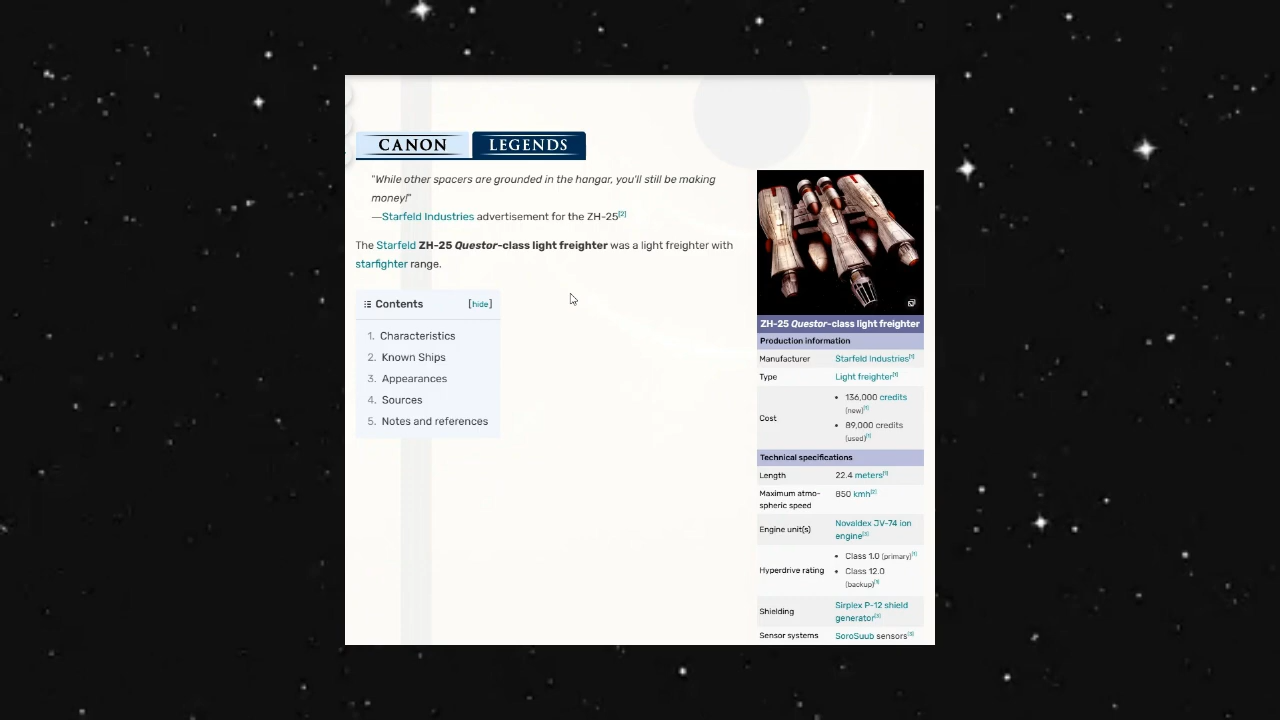 CANON
LEGENDS
"While other spacers are grounded in the hangar, you'll still be making
money!"
—Starfeld Industries advertisement for the ZH-25[2]
The Starfeld ZH-25 Questor-class light freighter was a light freighter with
starfighter range.
Contents [hide]
1. Characteristics
2. Known Ships
3. Appearances
4. Sources
5. Notes and references
ZH-25 Questor-class light freighter
Production information
Manufacturer Starfeld Industries[1]
Type Light freighter[1]
Cost
• 136,000 credits
(new)[1]
• 89,000 credits
(used)[1]
Technical specifications
Length 22.4 meters[1]
Maximum atmo-
spheric speed
850 kmh[2]
Engine unit(s)
Novaldex JV-74 ion
engine[3]
Hyperdrive rating
• Class 1.0 (primary)[1]
• Class 12.0
(backup)[1]
Shielding
Sirplex P-12 shield
generator[3]
Sensor systems SoroSuub sensors[3]